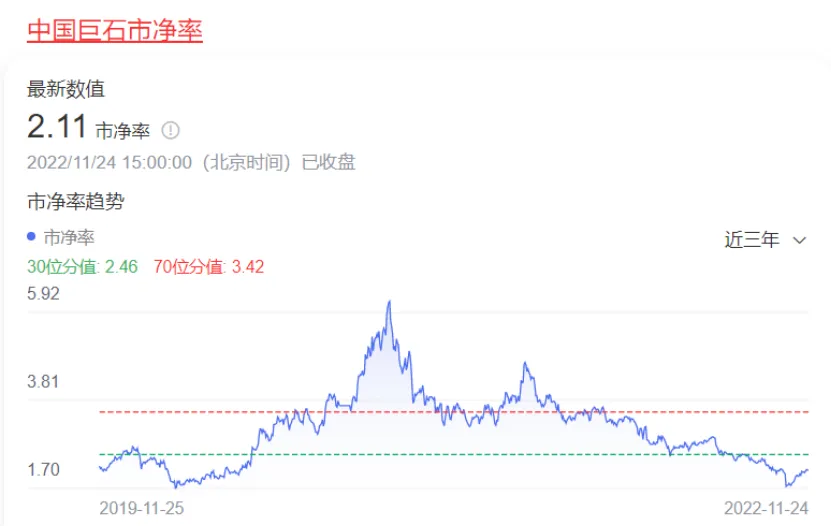 中国巨石市净率
最新数值
2.11 市净率
2022/11/24 15:00:00（北京时间）已收盘
市净率趋势
市净率
近三年
30位分值: 2.46 70位分值: 3.42
5.92
3.81
1.70
2019-11-25 2022-11-24